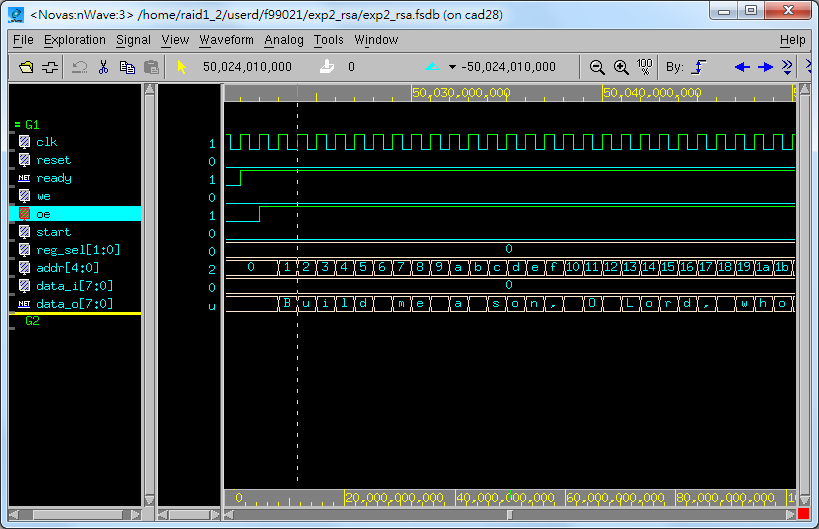 <Novas:nWave:3> /home/raid1_2/userd/f99021/exp2_rsa/exp2_rsa.fsdb (on cad28)
File Exploration Signal View Waveform Analog Tools Window Help
50,024,010,000 0 -50,024,010,000 100 % By:
50,030,000,000 50,040,000,000
= G1
clk 1
reset 0
ready 1
we 0
oe 1
start 0
reg_sel[1:0] 0 0
addr[4:0] 2 0 1 2 3 4 5 6 7 8 9 a b c d e f 10 11 12 13 14 15 16 17 18 19 1a 1b
data_i[7:0] 0 0
data_o[7:0] u B u i l d m e a s o n , O L o r d , w h o
G2
0 20,000,000,000 40,000,000,000 60,000,000,000 80,000,000,000